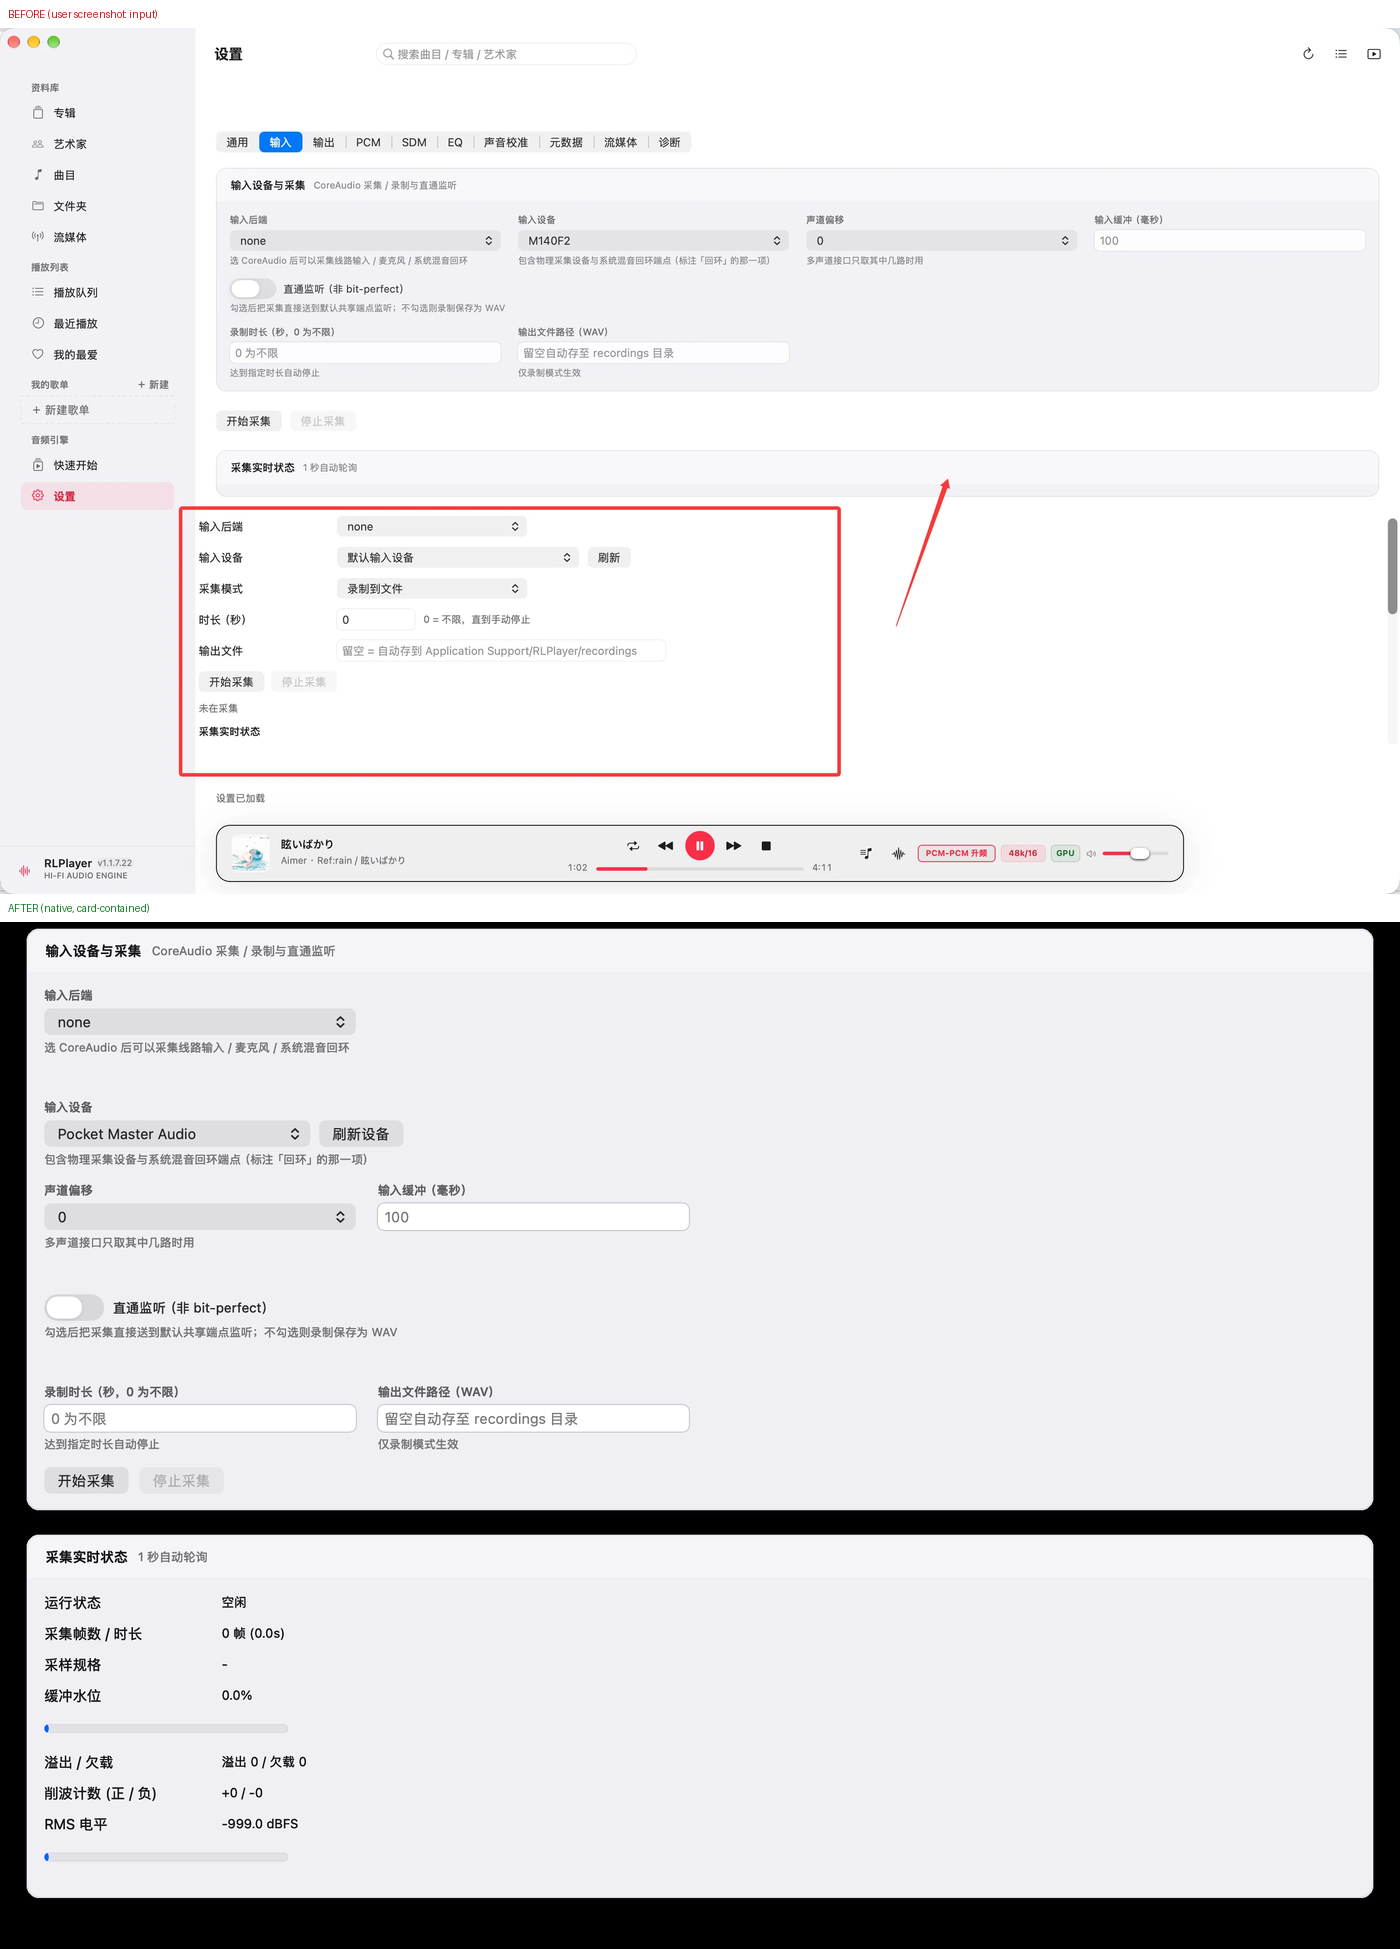 BEFORE (user screenshot input)
设置
搜索曲目 / 专辑 / 艺术家
资料库
专辑
艺术家
曲目
文件夹
流媒体
播放列表
播放队列
最近播放
我的最爱
我的歌单
+ 新建
+ 新建歌单
音频引擎
快速开始
设置
RLPlayer v1.1.7.22
HI-FI AUDIO ENGINE
通用 输入 输出 PCM SDM EQ 声音校准 元数据 流媒体 诊断
输入设备与采集 CoreAudio 采集 / 录制与直通监听
输入后端 输入设备 声道偏移 输入缓冲 (毫秒)
none M140F2 0 100
选 CoreAudio 后可以采集线路输入 / 麦克风 / 系统混音回环 包含物理采集设备与系统混音回环端点 (标注「回环」的那一项) 多声道接口只取其中几路时用
直通监听 (非 bit-perfect)
勾选后把采集直接送到默认共享端点监听；不勾选则录制保存为 WAV
录制时长 (秒，0 为不限) 输出文件路径 (WAV)
0 为不限 留空自动存至 recordings 目录
达到指定时长自动停止 仅录制模式生效
开始采集 停止采集
采集实时状态 1 秒自动轮询
输入后端 none
输入设备 默认输入设备 刷新
采集模式 录制到文件
时长 (秒) 0 0 = 不限，直到手动停止
输出文件 留空 = 自动存到 Application Support/RLPlayer/recordings
开始采集 停止采集
未在采集
采集实时状态
设置已加载
眩いばかり
Aimer · Ref:rain / 眩いばかり
1:02 4:11
PCM-PCM 升频 48k/16 GPU
AFTER (native, card-contained)
输入设备与采集 CoreAudio 采集 / 录制与直通监听
输入后端
none
选 CoreAudio 后可以采集线路输入 / 麦克风 / 系统混音回环
输入设备
Pocket Master Audio 刷新设备
包含物理采集设备与系统混音回环端点 (标注「回环」的那一项)
声道偏移 输入缓冲 (毫秒)
0 100
多声道接口只取其中几路时用
直通监听 (非 bit-perfect)
勾选后把采集直接送到默认共享端点监听；不勾选则录制保存为 WAV
录制时长 (秒，0 为不限) 输出文件路径 (WAV)
0 为不限 留空自动存至 recordings 目录
达到指定时长自动停止 仅录制模式生效
开始采集 停止采集
采集实时状态 1 秒自动轮询
运行状态 空闲
采集帧数 / 时长 0 帧 (0.0s)
采样规格 -
缓冲水位 0.0%
溢出 / 欠载 溢出 0 / 欠载 0
削波计数 (正 / 负) +0 / -0
RMS 电平 -999.0 dBFS